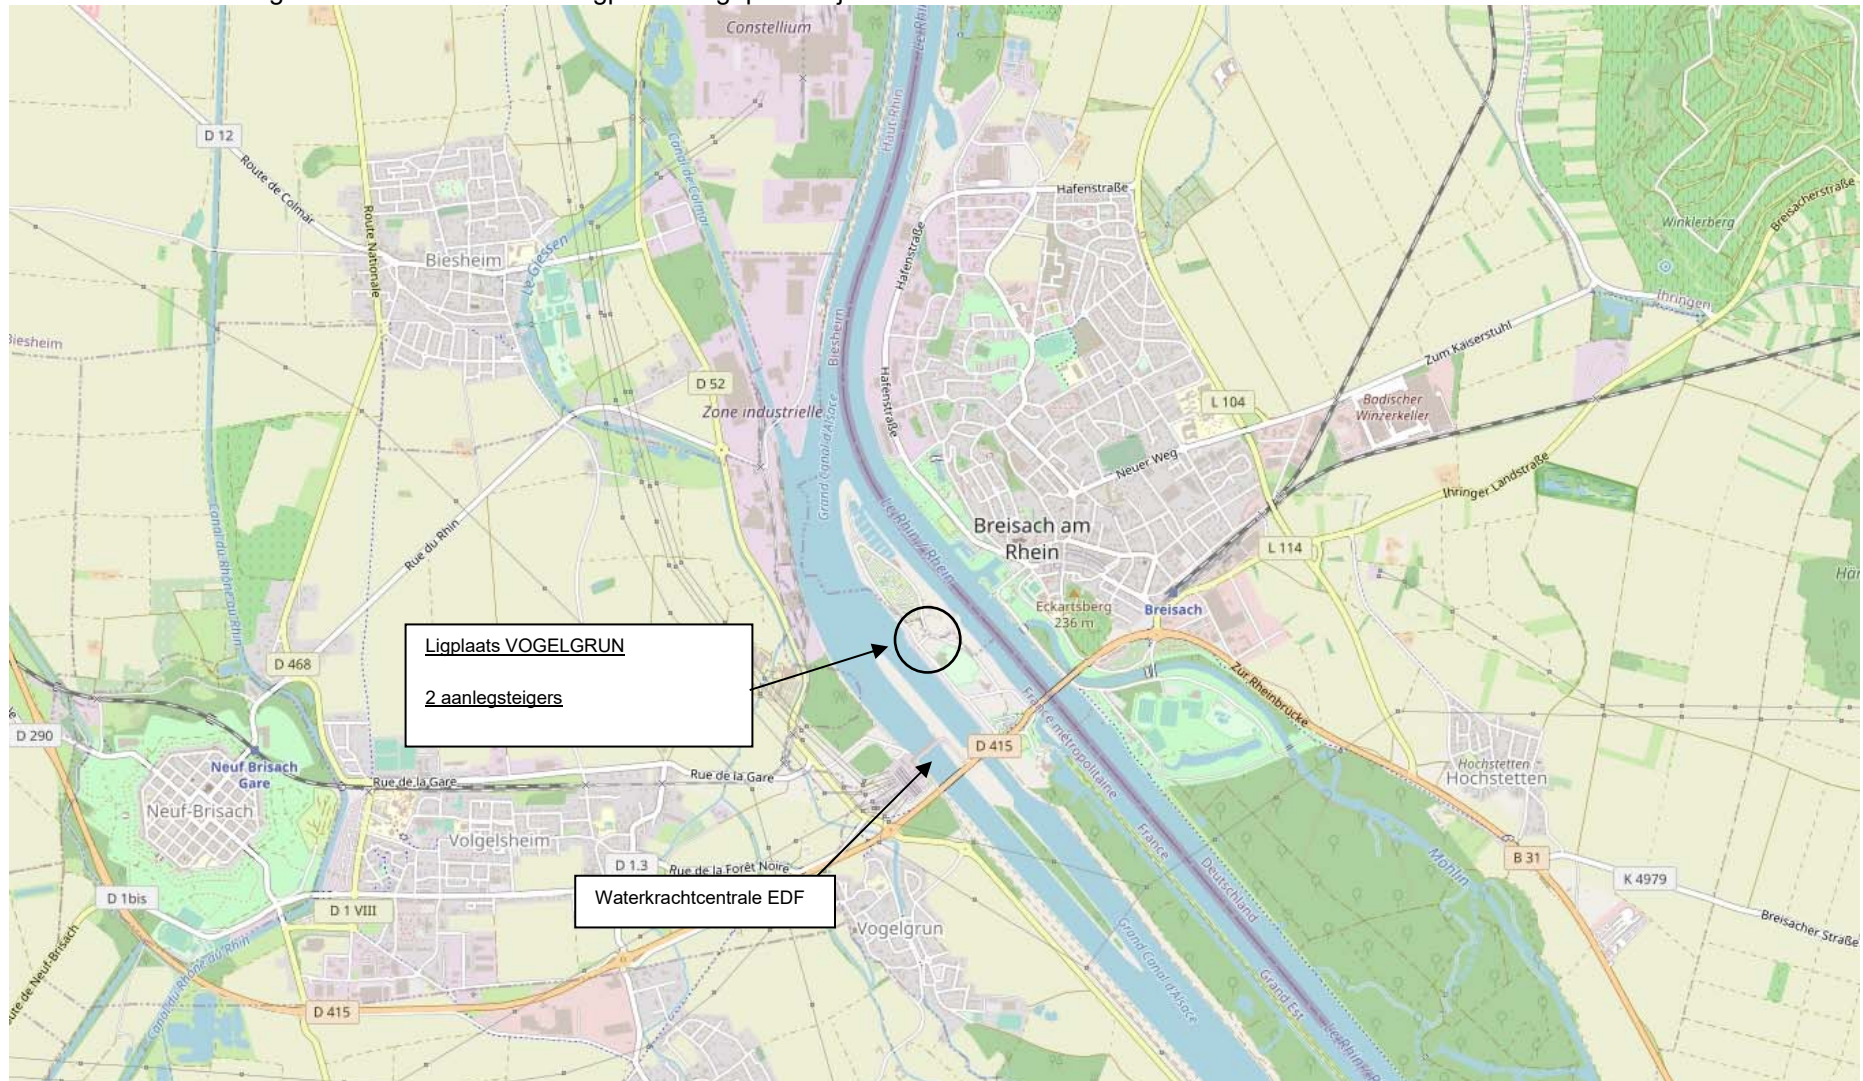 Constellium
Le Rhin
D 12
Route de Colmar
Canal de Colmar
Haut-Rhin
Hafenstraße
Winklerberg
Breisacherstraße
Route Nationale
Biesheim
Le Giessen
Hafenstraße
Ihringen
Biesheim
Biesheim
Zum Kaiserstuhl
D 52
Zone industrielle
Grand Canal d'Alsace
Hafenstraße
L 104
Badischer
Winzerkeller
Neuer Weg
Ihringer Landstraße
Canal du Rhône au Rhin
Rue du Rhin
Le Rhin / Rhein
Breisach am
Rhein
L 114
Eckartsberg
236 m
Breisach
Ligplaats VOGELGRUN
2 aanlegsteigers
D 468
Zur Rheinbrücke
D 290
France métropolitaine
D 415
Neuf Brisach
Gare
Rue de la Gare
Rue de la Gare
Hochstetten
Hochstetten
Neuf-Brisach
Volgelsheim
France
Deutschland
Möhlin
B 31
D 1.3
Rue de la Forêt Noire
K 4979
D 1bis
D 1 VIII
Waterkrachtcentrale EDF
Vogelgrun
Breisacher Straße
Route de Neuf-Brisach
Canal du Rhône au Rhin
Grand Canal d'Alsace
Grand Est
D 415